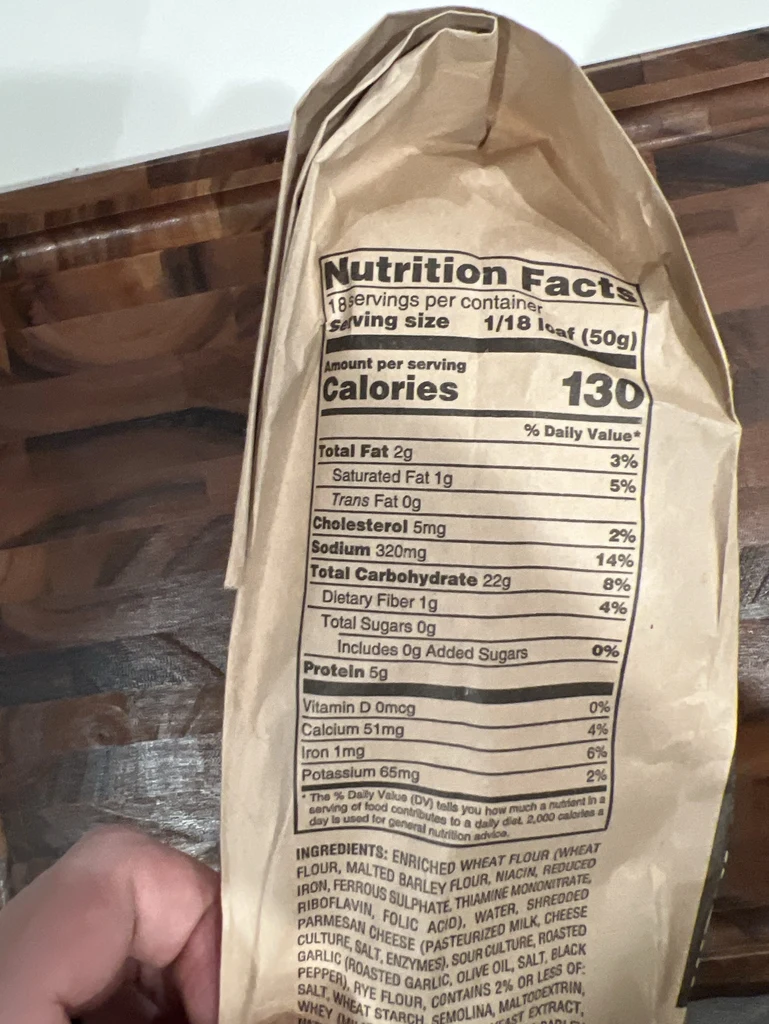 Nutrition Facts
18 servings per container
Serving size 1/18 loaf (50g)
Amount per serving
Calories 130
% Daily Value*
Total Fat 2g 3%
Saturated Fat 1g 5%
Trans Fat 0g
Cholesterol 5mg 2%
Sodium 320mg 14%
Total Carbohydrate 22g 8%
Dietary Fiber 1g 4%
Total Sugars 0g
Includes 0g Added Sugars 0%
Protein 5g
Vitamin D 0mcg 0%
Calcium 51mg 4%
Iron 1mg 6%
Potassium 65mg 2%
* The % Daily Value (DV) tells you how much a nutrient in a
serving of food contributes to a daily diet. 2,000 calories a
day is used for general nutrition advice.
INGREDIENTS: ENRICHED WHEAT FLOUR (WHEAT
FLOUR, MALTED BARLEY FLOUR, NIACIN, REDUCED
IRON, FERROUS SULPHATE, THIAMINE MONONITRATE,
RIBOFLAVIN, FOLIC ACID), WATER, SHREDDED
PARMESAN CHEESE (PASTEURIZED MILK, CHEESE
CULTURE, SALT, ENZYMES), SOUR CULTURE, ROASTED
GARLIC (ROASTED GARLIC, OLIVE OIL, SALT, BLACK
PEPPER), RYE FLOUR, CONTAINS 2% OR LESS OF:
SALT, WHEAT STARCH, SEMOLINA, MALTODEXTRIN,
WHEY EXTRACT,